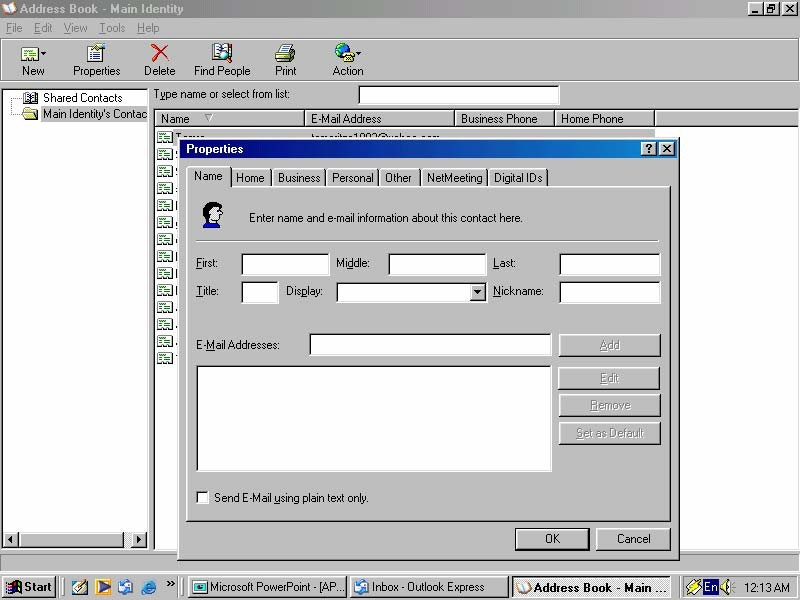 Address Book - Main Identity
File Edit View Tools Help
New Properties Delete Find People Print Action
Shared Contacts
Main Identity's Contac
Type name or select from list:
Name E-Mail Address Business Phone Home Phone
Properties
Name Home Business Personal Other NetMeeting Digital IDs
Enter name and e-mail information about this contact here.
First: Middle: Last:
Title: Display: Nickname:
E-Mail Addresses: Add
Edit
Remove
Set as Default
Send E-Mail using plain text only.
OK Cancel
Start » Microsoft PowerPoint - [AP... Inbox - Outlook Express Address Book - Main ... En 12:13 AM